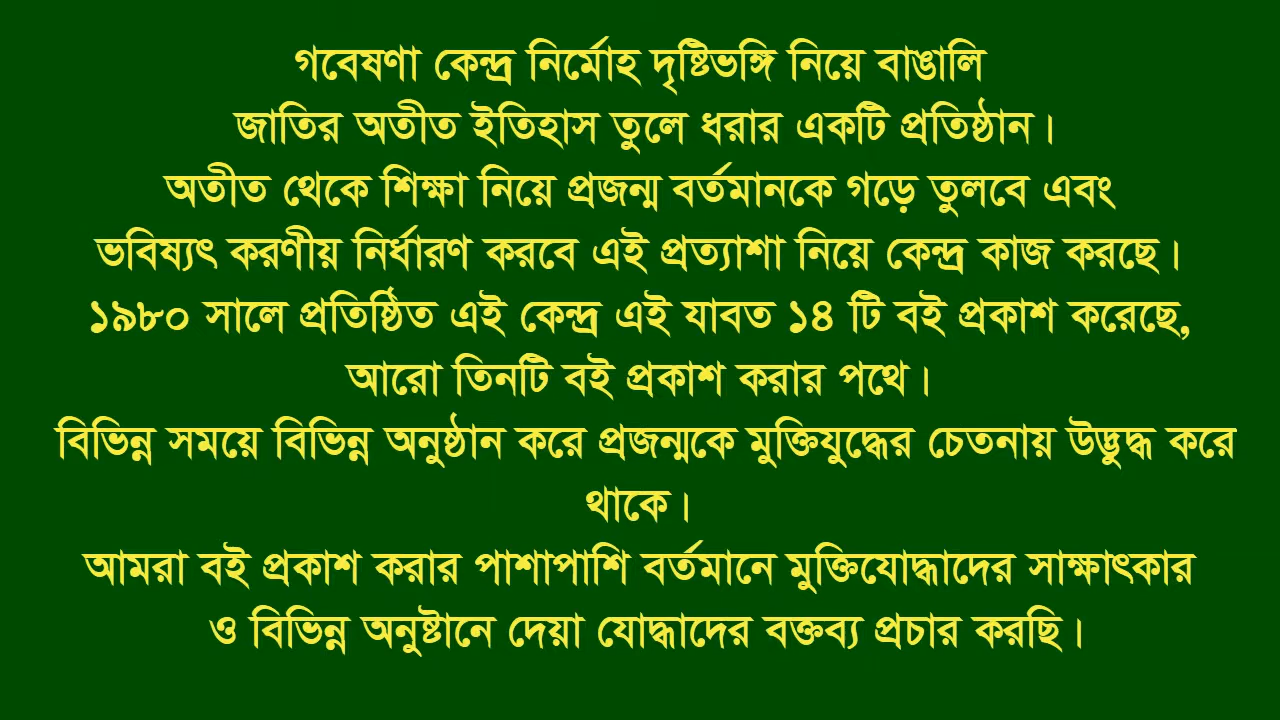 গবেষণা কেন্দ্র নির্মোহ দৃষ্টিভঙ্গি নিয়ে বাঙালি
জাতির অতীত ইতিহাস তুলে ধরার একটি প্রতিষ্ঠান।
অতীত থেকে শিক্ষা নিয়ে প্রজন্ম বর্তমানকে গড়ে তুলবে এবং
ভবিষ্যৎ করণীয় নির্ধারণ করবে এই প্রত্যাশা নিয়ে কেন্দ্র কাজ করছে।
১৯৮০ সালে প্রতিষ্ঠিত এই কেন্দ্র এই যাবত ১৪ টি বই প্রকাশ করেছে,
আরো তিনটি বই প্রকাশ করার পথে।
বিভিন্ন সময়ে বিভিন্ন অনুষ্ঠান করে প্রজন্মকে মুক্তিযুদ্ধের চেতনায় উদ্ভুদ্ধ করে
থাকে।
আমরা বই প্রকাশ করার পাশাপাশি বর্তমানে মুক্তিযোদ্ধাদের সাক্ষাৎকার
ও বিভিন্ন অনুষ্টানে দেয়া যোদ্ধাদের বক্তব্য প্রচার করছি।